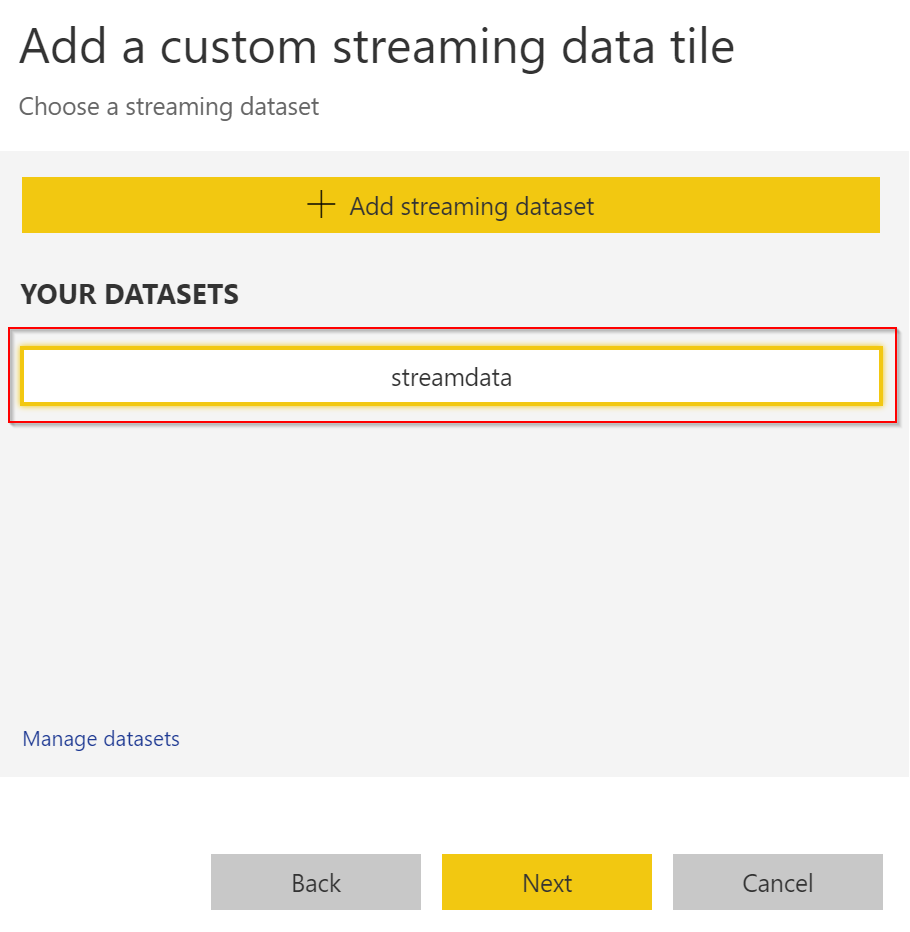 Add a custom streaming data tile
Choose a streaming dataset
Add streaming dataset
YOUR DATASETS
streamdata
Manage datasets
Back
Next
Cancel